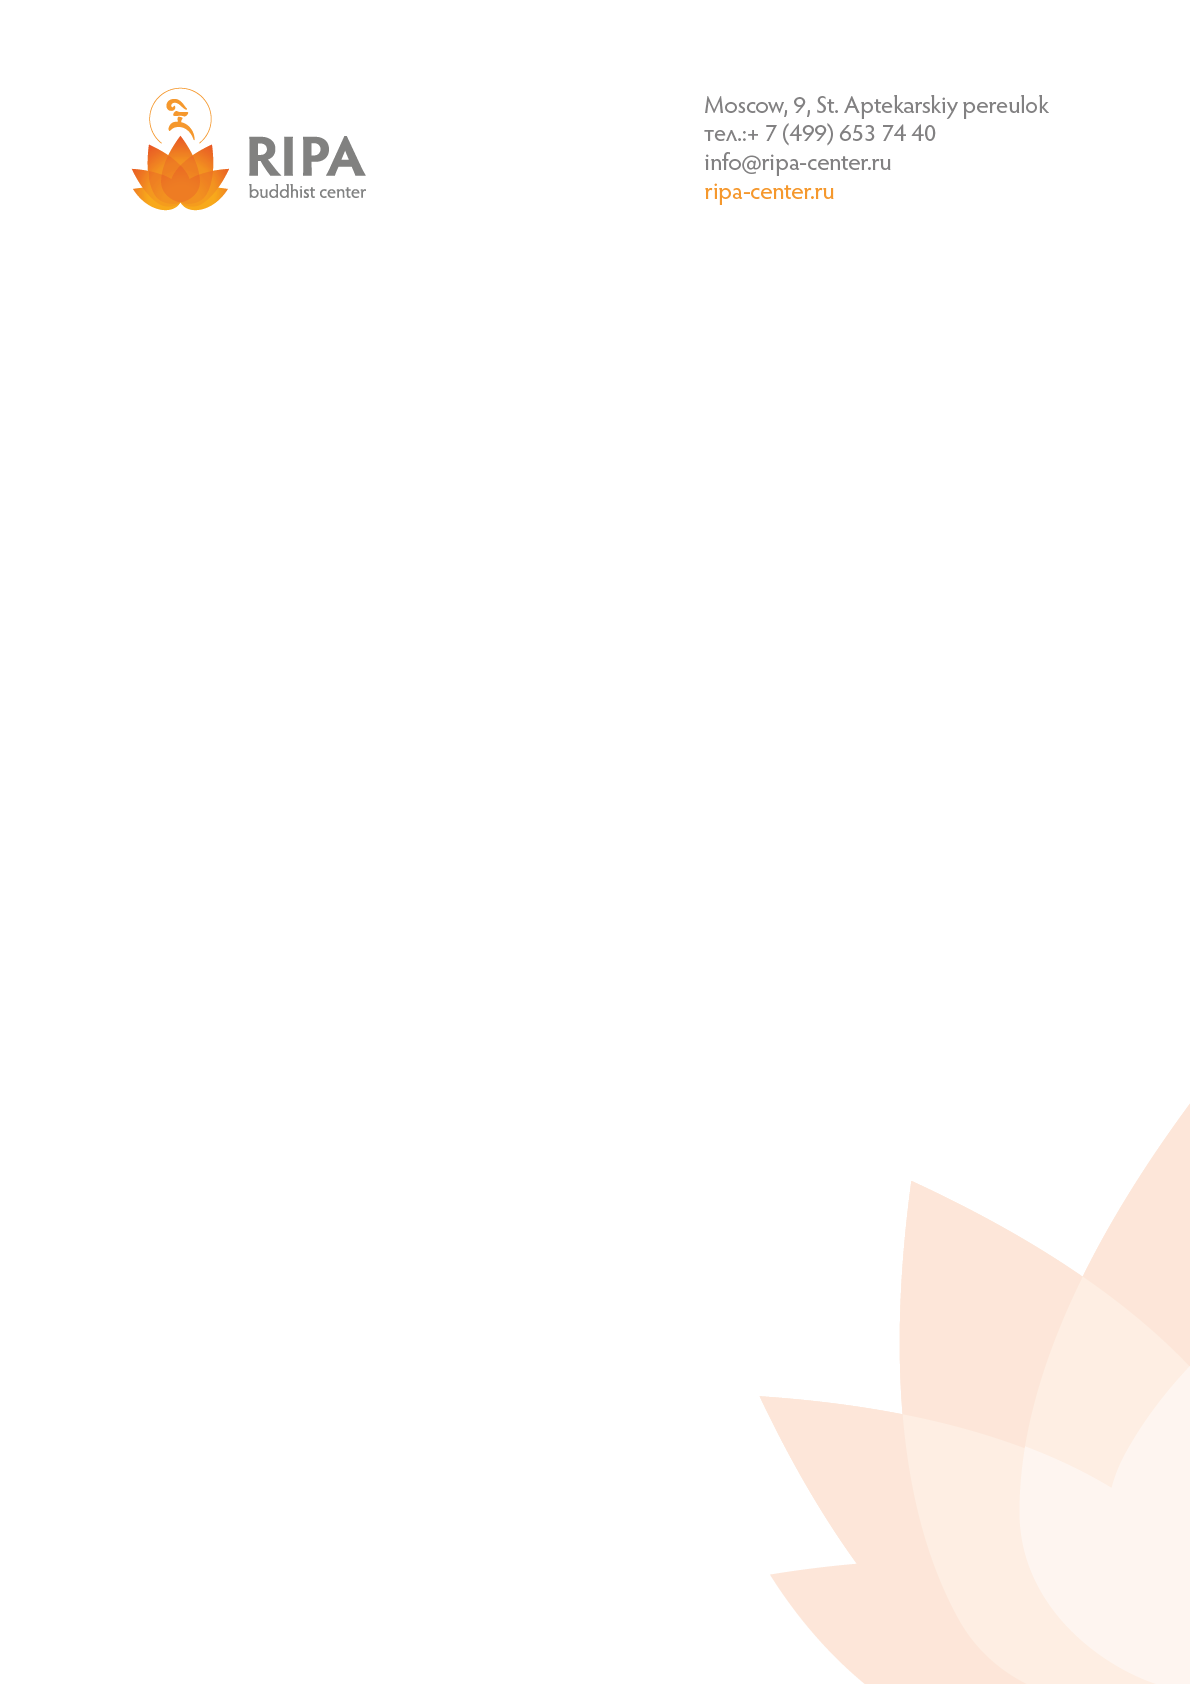 RIPA
buddhist center
Moscow, 9, St. Aptekarskiy pereulok
тел.:+ 7 (499) 653 74 40
info@ripa-center.ru
ripa-center.ru